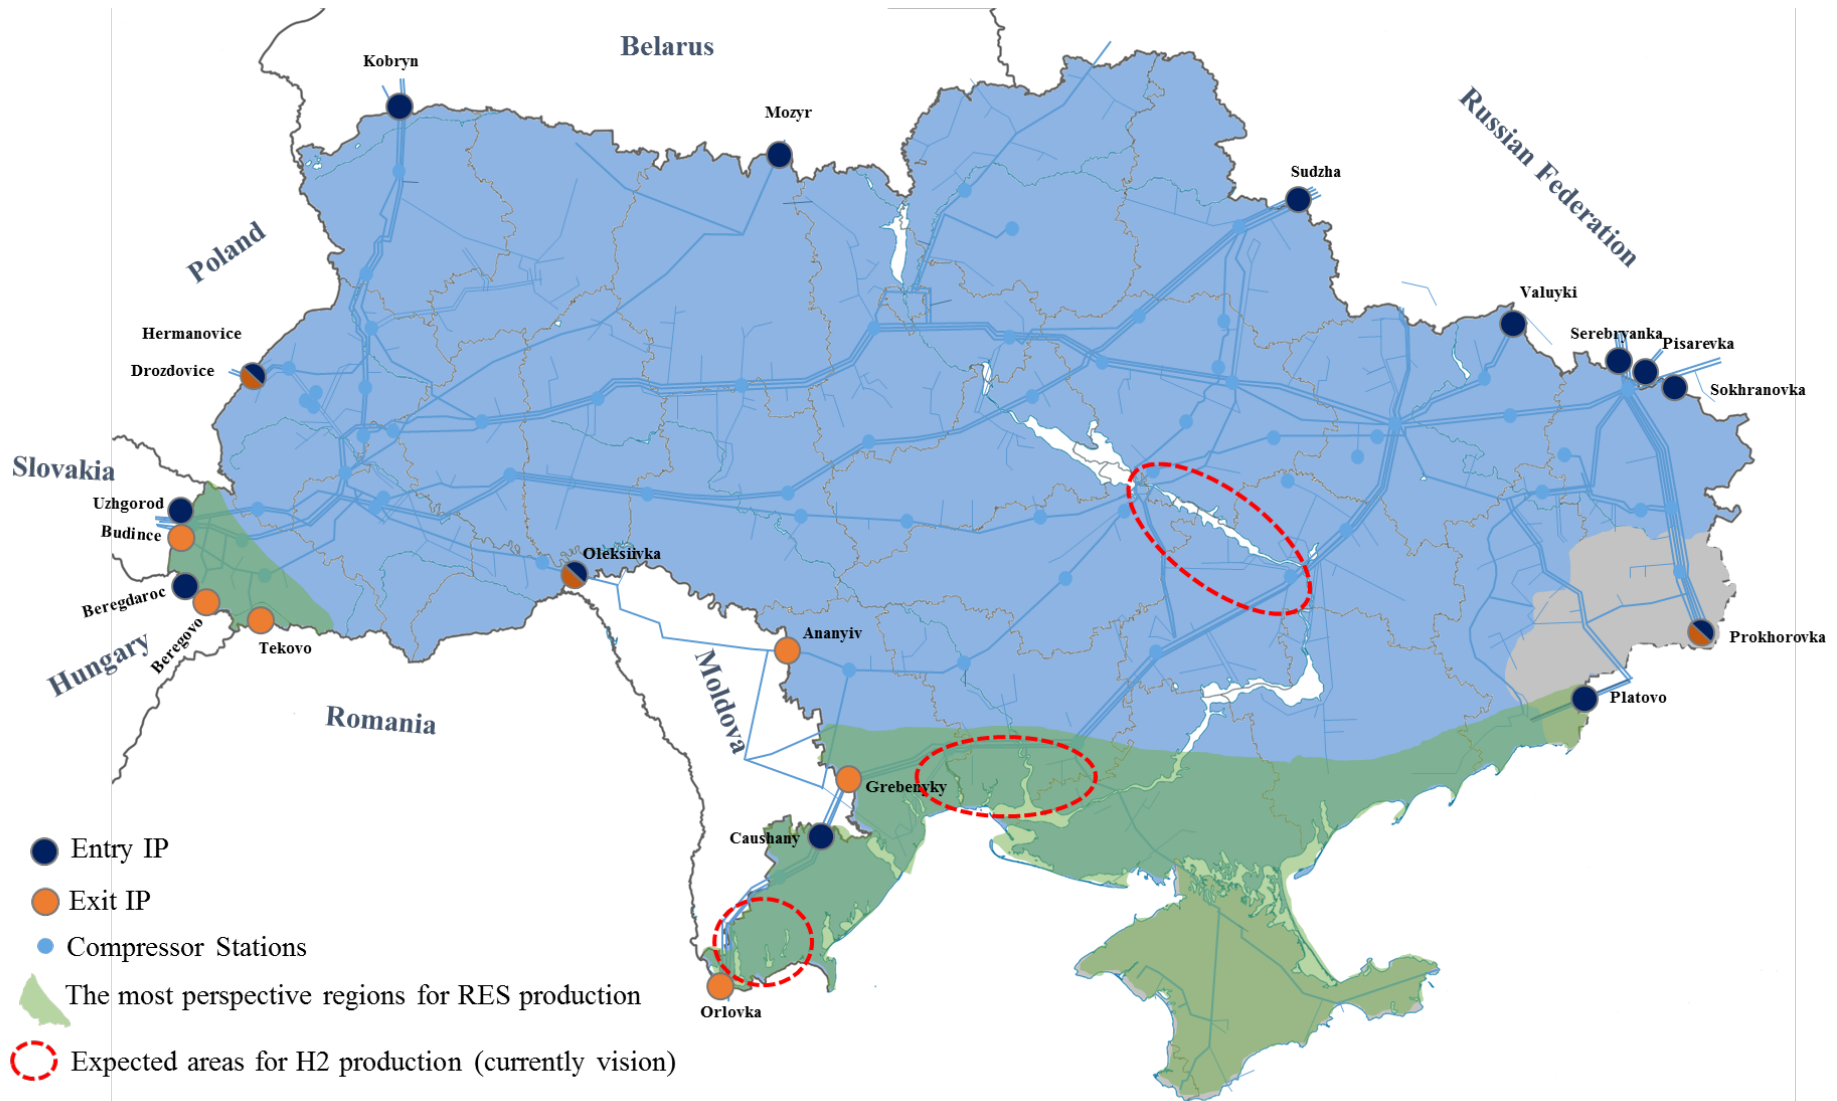 Belarus
Kobryn
Mozyr
Russian Federation
Sudzha
Poland
Valuyki
Hermanovice
Serebryanka
Pisarevka
Drozdovice
Sokhranovka
Slovakia
Uzhgorod
Budince
Oleksiivka
Beregdaroc
Beregovo
Hungary
Tekovo
Ananyiv
Prokhorovka
Moldova
Romania
Platovo
Grebenyky
Caushany
Orlovka
Entry IP
Exit IP
Compressor Stations
The most perspective regions for RES production
Expected areas for H2 production (currently vision)